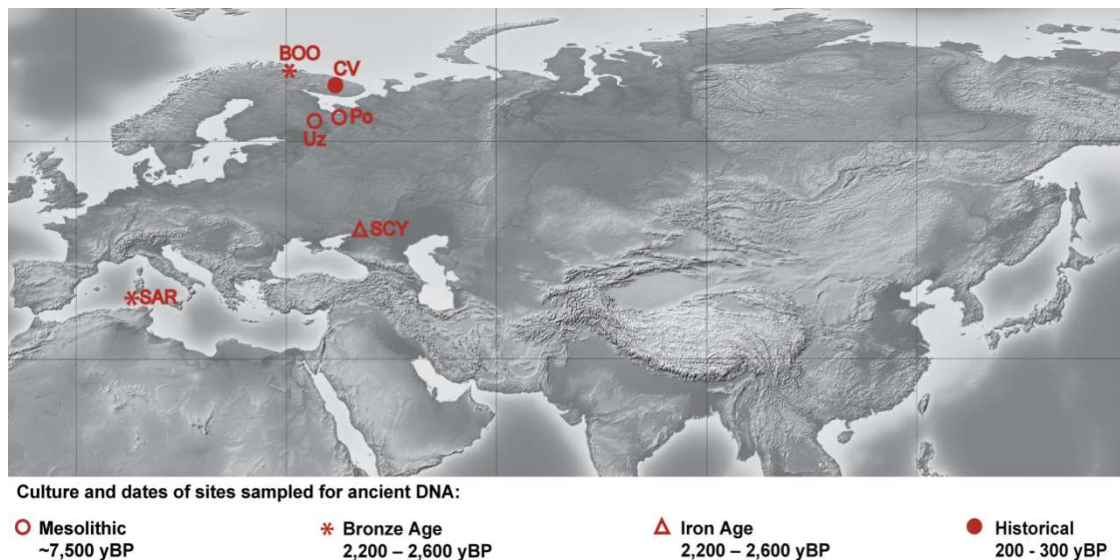 BOO
CV
Po
Uz
SCY
SAR
Culture and dates of sites sampled for ancient DNA:
Mesolithic
~7,500 yBP
Bronze Age
2,200 – 2,600 yBP
Iron Age
2,200 – 2,600 yBP
Historical
200 - 300 yBP